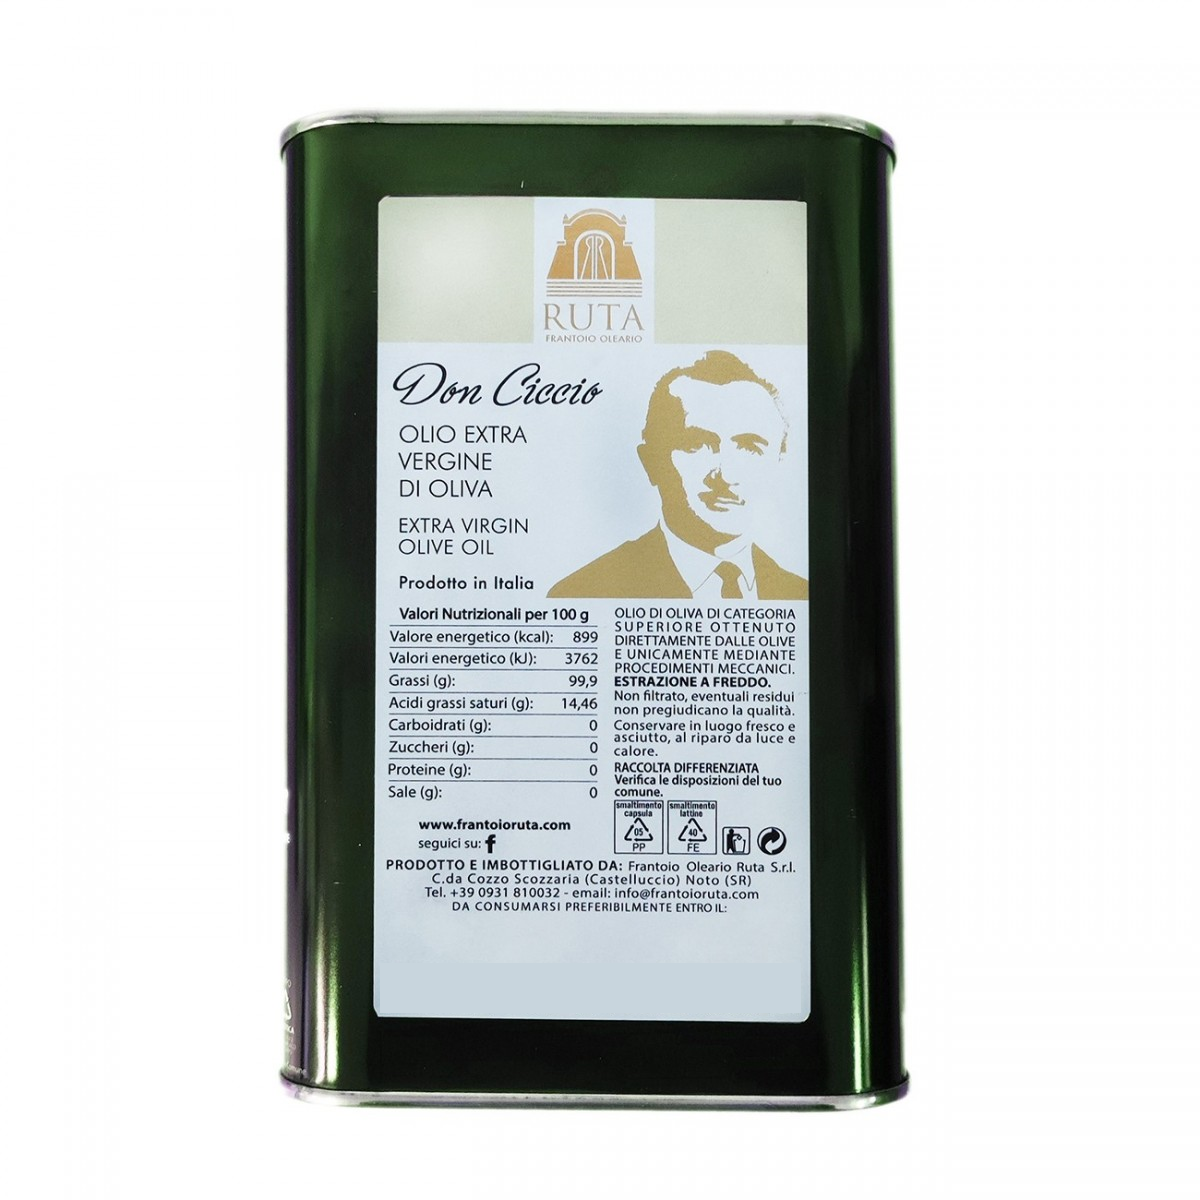 RUTA
FRANTOIO OLEARIO
Don Ciccio
OLIO EXTRA
VERGINE
DI OLIVA
EXTRA VIRGIN
OLIVE OIL
Prodotto in Italia
Valori Nutrizionali per 100 g
Valore energetico (kcal): 899
Valori energetico (kJ): 3762
Grassi (g): 99,9
Acidi grassi saturi (g): 14,46
Carboidrati (g): 0
Zuccheri (g): 0
Proteine (g): 0
Sale (g): 0
www.frantoioruta.com
seguici su: f
OLIO DI OLIVA DI CATEGORIA
SUPERIORE OTTENUTO
DIRETTAMENTE DALLE OLIVE
E UNICAMENTE MEDIANTE
PROCEDIMENTI MECCANICI.
ESTRAZIONE A FREDDO.
Non filtrato, eventuali residui
non pregiudicano la qualità.
Conservare in luogo fresco e
asciutto, al riparo da luce e
calore.
RACCOLTA DIFFERENZIATA
Verifica le disposizioni del tuo
comune.
smaltimento capsula
05
PP
smaltimento lattine
40
FE
PRODOTTO E IMBOTTIGLIATO DA: Frantoio Oleario Ruta S.r.l.
C.da Cozzo Scozzaria (Castelluccio) Noto (SR)
Tel. +39 0931 810032 - email: info@frantoioruta.com
DA CONSUMARSI PREFERIBILMENTE ENTRO IL: